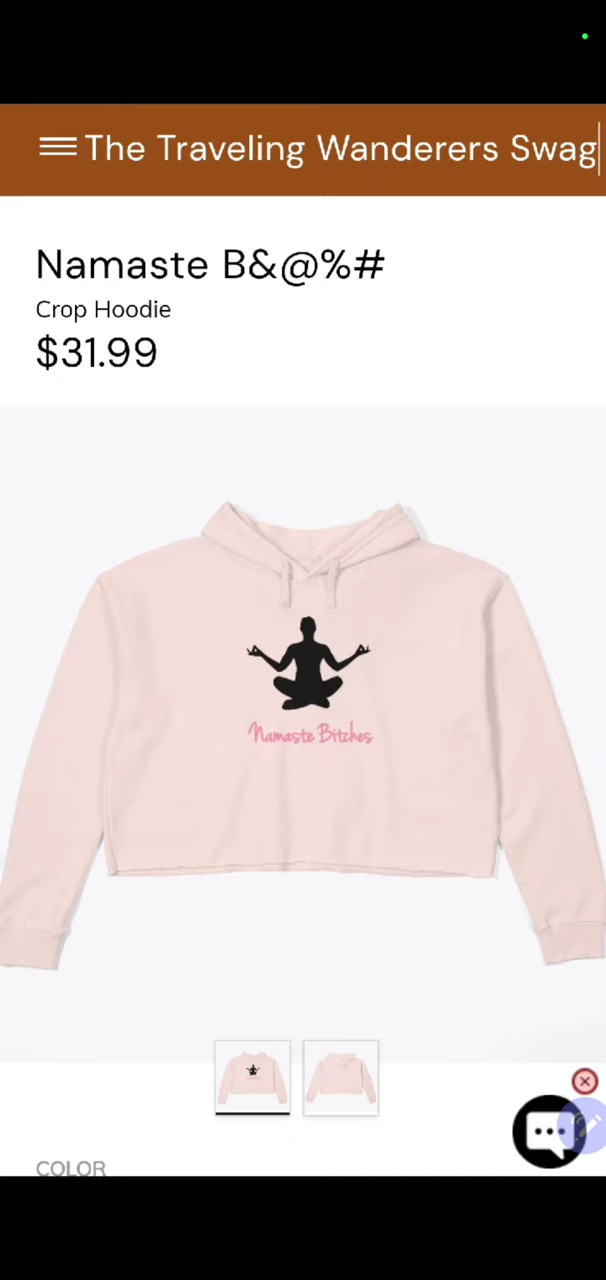 The Traveling Wanderers Swag
Namaste B&@%#
Crop Hoodie
$31.99
Namaste Bitches
COLOR